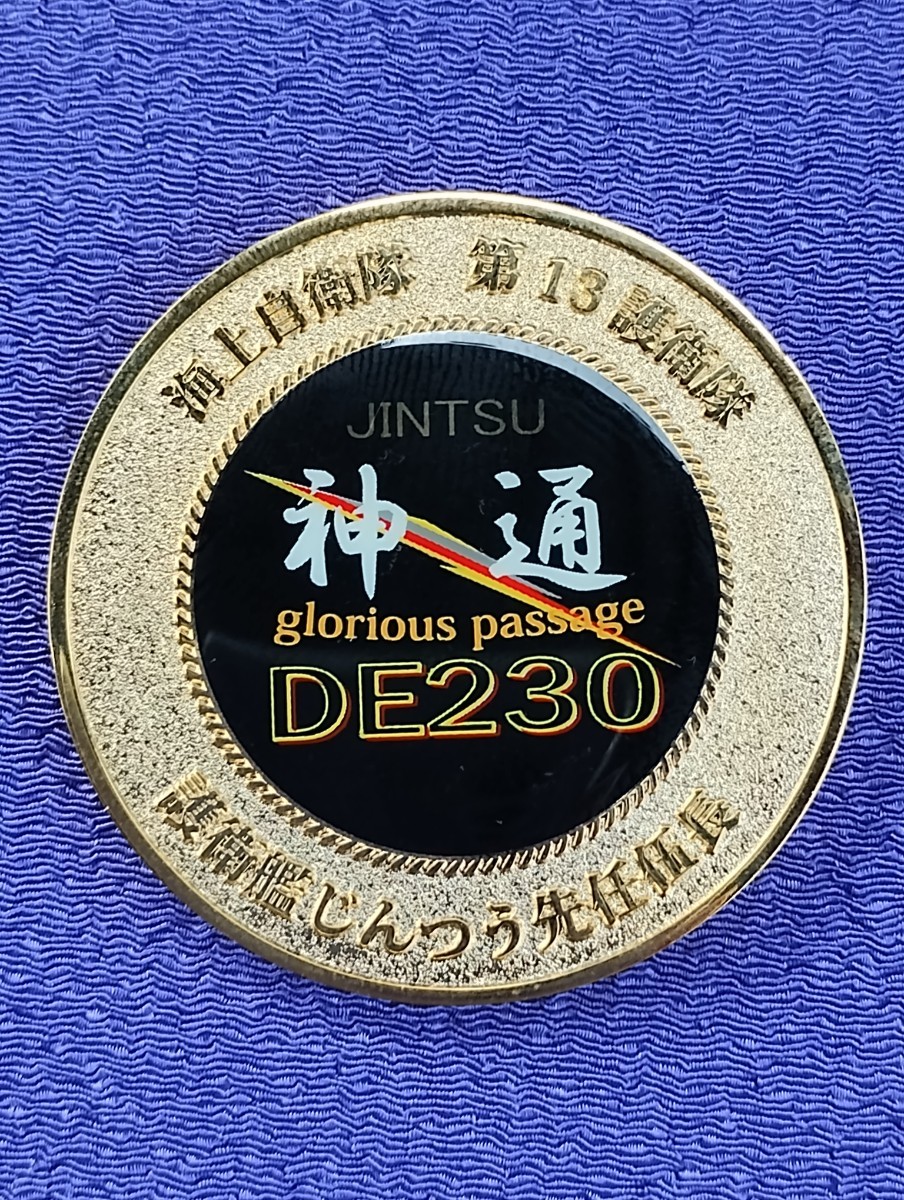 海上自衛隊 第13護衛隊
JINTSU
神通
glorious passage
DE230
護衛艦じんつう先任伍長